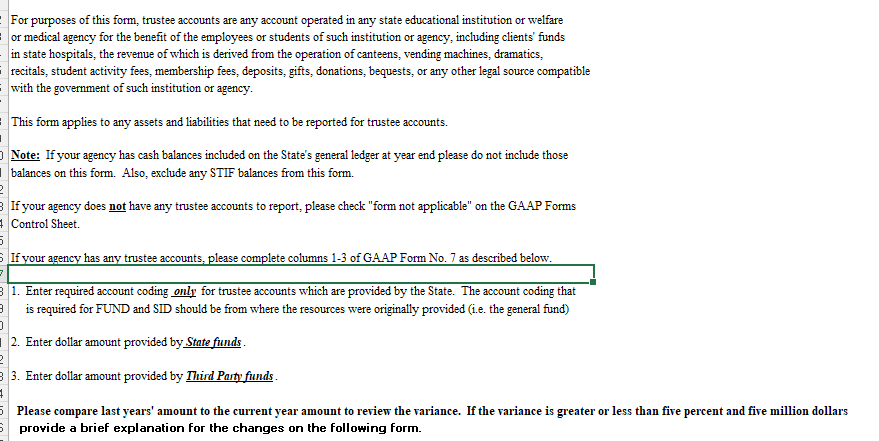 For purposes of this form, trustee accounts are any account operated in any state educational institution or welfare
or medical agency for the benefit of the employees or students of such institution or agency, including clients' funds
in state hospitals, the revenue of which is derived from the operation of canteens, vending machines, dramatics,
recitals, student activity fees, membership fees, deposits, gifts, donations, bequests, or any other legal source compatible
with the government of such institution or agency.
This form applies to any assets and liabilities that need to be reported for trustee accounts.
Note: If your agency has cash balances included on the State's general ledger at year end please do not include those
balances on this form. Also, exclude any STIF balances from this form.
If your agency does not have any trustee accounts to report, please check "form not applicable" on the GAAP Forms
Control Sheet.
If your agency has any trustee accounts, please complete columns 1-3 of GAAP Form No. 7 as described below.
1. Enter required account coding only for trustee accounts which are provided by the State. The account coding that
is required for FUND and SID should be from where the resources were originally provided (i.e. the general fund)
2. Enter dollar amount provided by State funds.
3. Enter dollar amount provided by Third Party funds.
Please compare last years' amount to the current year amount to review the variance. If the variance is greater or less than five percent and five million dollars
provide a brief explanation for the changes on the following form.